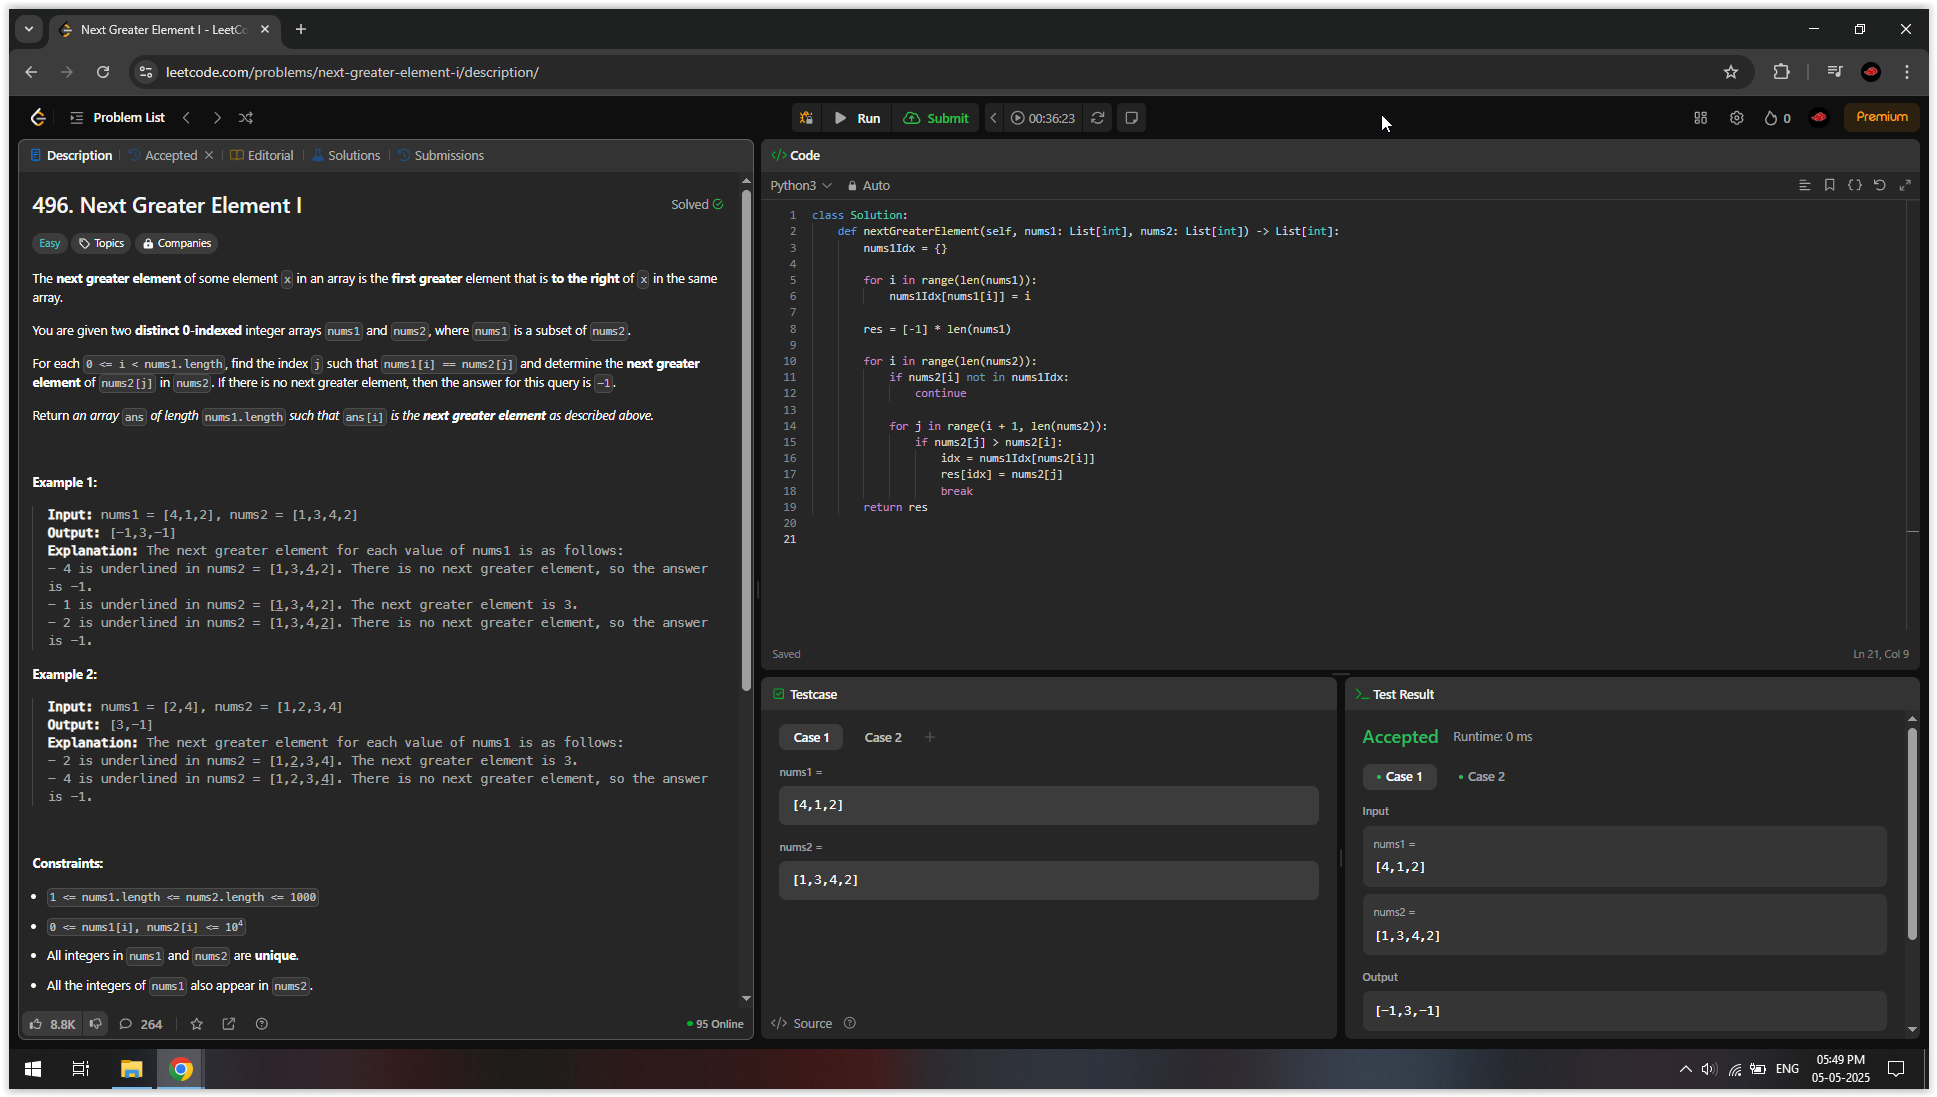 Next Greater Element I - LeetCo
leetcode.com/problems/next-greater-element-i/description/
Problem List
Run
Submit
00:36:23
0
Premium
Description
Accepted
Editorial
Solutions
Submissions
496. Next Greater Element I
Solved
Easy
Topics
Companies
The next greater element of some element x in an array is the first greater element that is to the right of x in the same
array.
You are given two distinct 0-indexed integer arrays nums1 and nums2, where nums1 is a subset of nums2.
For each 0 <= i < nums1.length, find the index j such that nums1[i] == nums2[j] and determine the next greater
element of nums2[j] in nums2. If there is no next greater element, then the answer for this query is -1.
Return an array ans of length nums1.length such that ans[i] is the next greater element as described above.
Example 1:
Input: nums1 = [4,1,2], nums2 = [1,3,4,2]
Output: [-1,3,-1]
Explanation: The next greater element for each value of nums1 is as follows:
- 4 is underlined in nums2 = [1,3,4,2]. There is no next greater element, so the answer
is -1.
- 1 is underlined in nums2 = [1,3,4,2]. The next greater element is 3.
- 2 is underlined in nums2 = [1,3,4,2]. There is no next greater element, so the answer
is -1.
Example 2:
Input: nums1 = [2,4], nums2 = [1,2,3,4]
Output: [3,-1]
Explanation: The next greater element for each value of nums1 is as follows:
- 2 is underlined in nums2 = [1,2,3,4]. The next greater element is 3.
- 4 is underlined in nums2 = [1,2,3,4]. There is no next greater element, so the answer
is -1.
Constraints:
• 1 <= nums1.length <= nums2.length <= 1000
• 0 <= nums1[i], nums2[i] <= 10⁴
• All integers in nums1 and nums2 are unique.
• All the integers of nums1 also appear in nums2.
8.8K
264
95 Online
</> Code
Python3
Auto
1 class Solution:
2     def nextGreaterElement(self, nums1: List[int], nums2: List[int]) -> List[int]:
3         nums1Idx = {}
4
5         for i in range(len(nums1)):
6             nums1Idx[nums1[i]] = i
7
8         res = [-1] * len(nums1)
9
10         for i in range(len(nums2)):
11             if nums2[i] not in nums1Idx:
12                 continue
13
14             for j in range(i + 1, len(nums2)):
15                 if nums2[j] > nums2[i]:
16                     idx = nums1Idx[nums2[i]]
17                     res[idx] = nums2[j]
18                     break
19         return res
20
21
Saved
Ln 21, Col 9
Testcase
Case 1
Case 2
+
nums1 =
[4,1,2]
nums2 =
[1,3,4,2]
</> Source
>_ Test Result
Accepted
Runtime: 0 ms
• Case 1
• Case 2
Input
nums1 =
[4,1,2]
nums2 =
[1,3,4,2]
Output
[-1,3,-1]
ENG
05:49 PM
05-05-2025